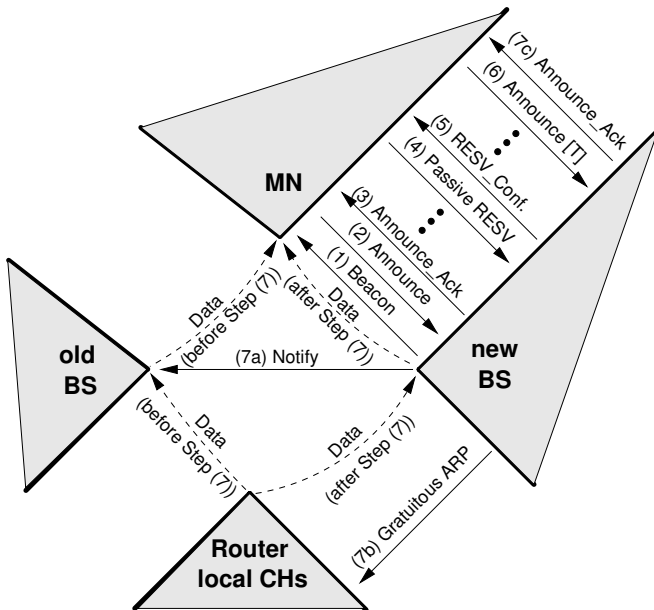 (7c) Announce_Ack
(6) Announce [T]
(5) RESV_Conf.
(4) Passive RESV
(3) Announce_Ack
(2) Announce
(1) Beacon
MN
Data
(before Step (7))
Data
(after Step (7))
old
BS
(7a) Notify
new
BS
Data
(before Step (7))
Data
(after Step (7))
(7b) Gratuitous ARP
Router
local CHs